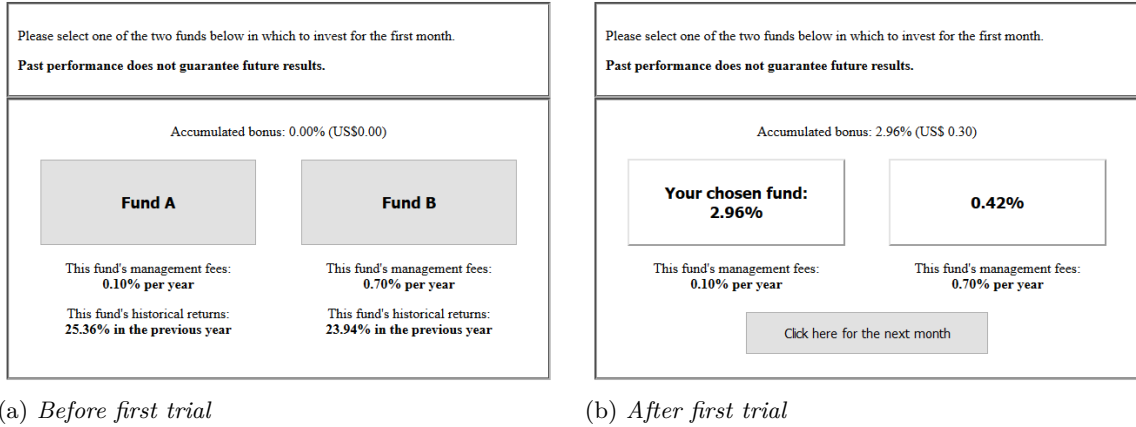 Please select one of the two funds below in which to invest for the first month.
Past performance does not guarantee future results.
Accumulated bonus: 0.00% (US$0.00)
Fund A
Fund B
This fund's management fees:
0.10% per year
This fund's management fees:
0.70% per year
This fund's historical returns:
25.36% in the previous year
This fund's historical returns:
23.94% in the previous year
(a) Before first trial
Please select one of the two funds below in which to invest for the first month.
Past performance does not guarantee future results.
Accumulated bonus: 2.96% (US$ 0.30)
Your chosen fund:
2.96%
0.42%
This fund's management fees:
0.10% per year
This fund's management fees:
0.70% per year
Click here for the next month
(b) After first trial